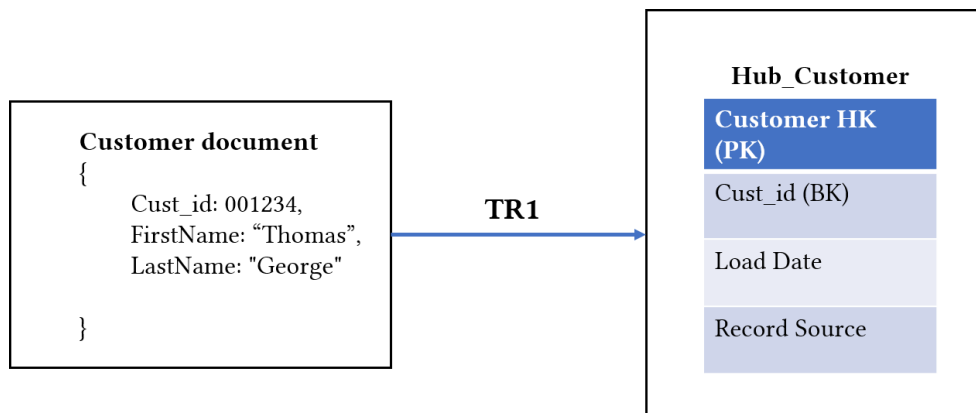 Customer document
{
Cust_id: 001234,
FirstName: “Thomas”,
LastName: "George"
}
TR1
Hub_Customer
Customer HK
(PK)
Cust_id (BK)
Load Date
Record Source